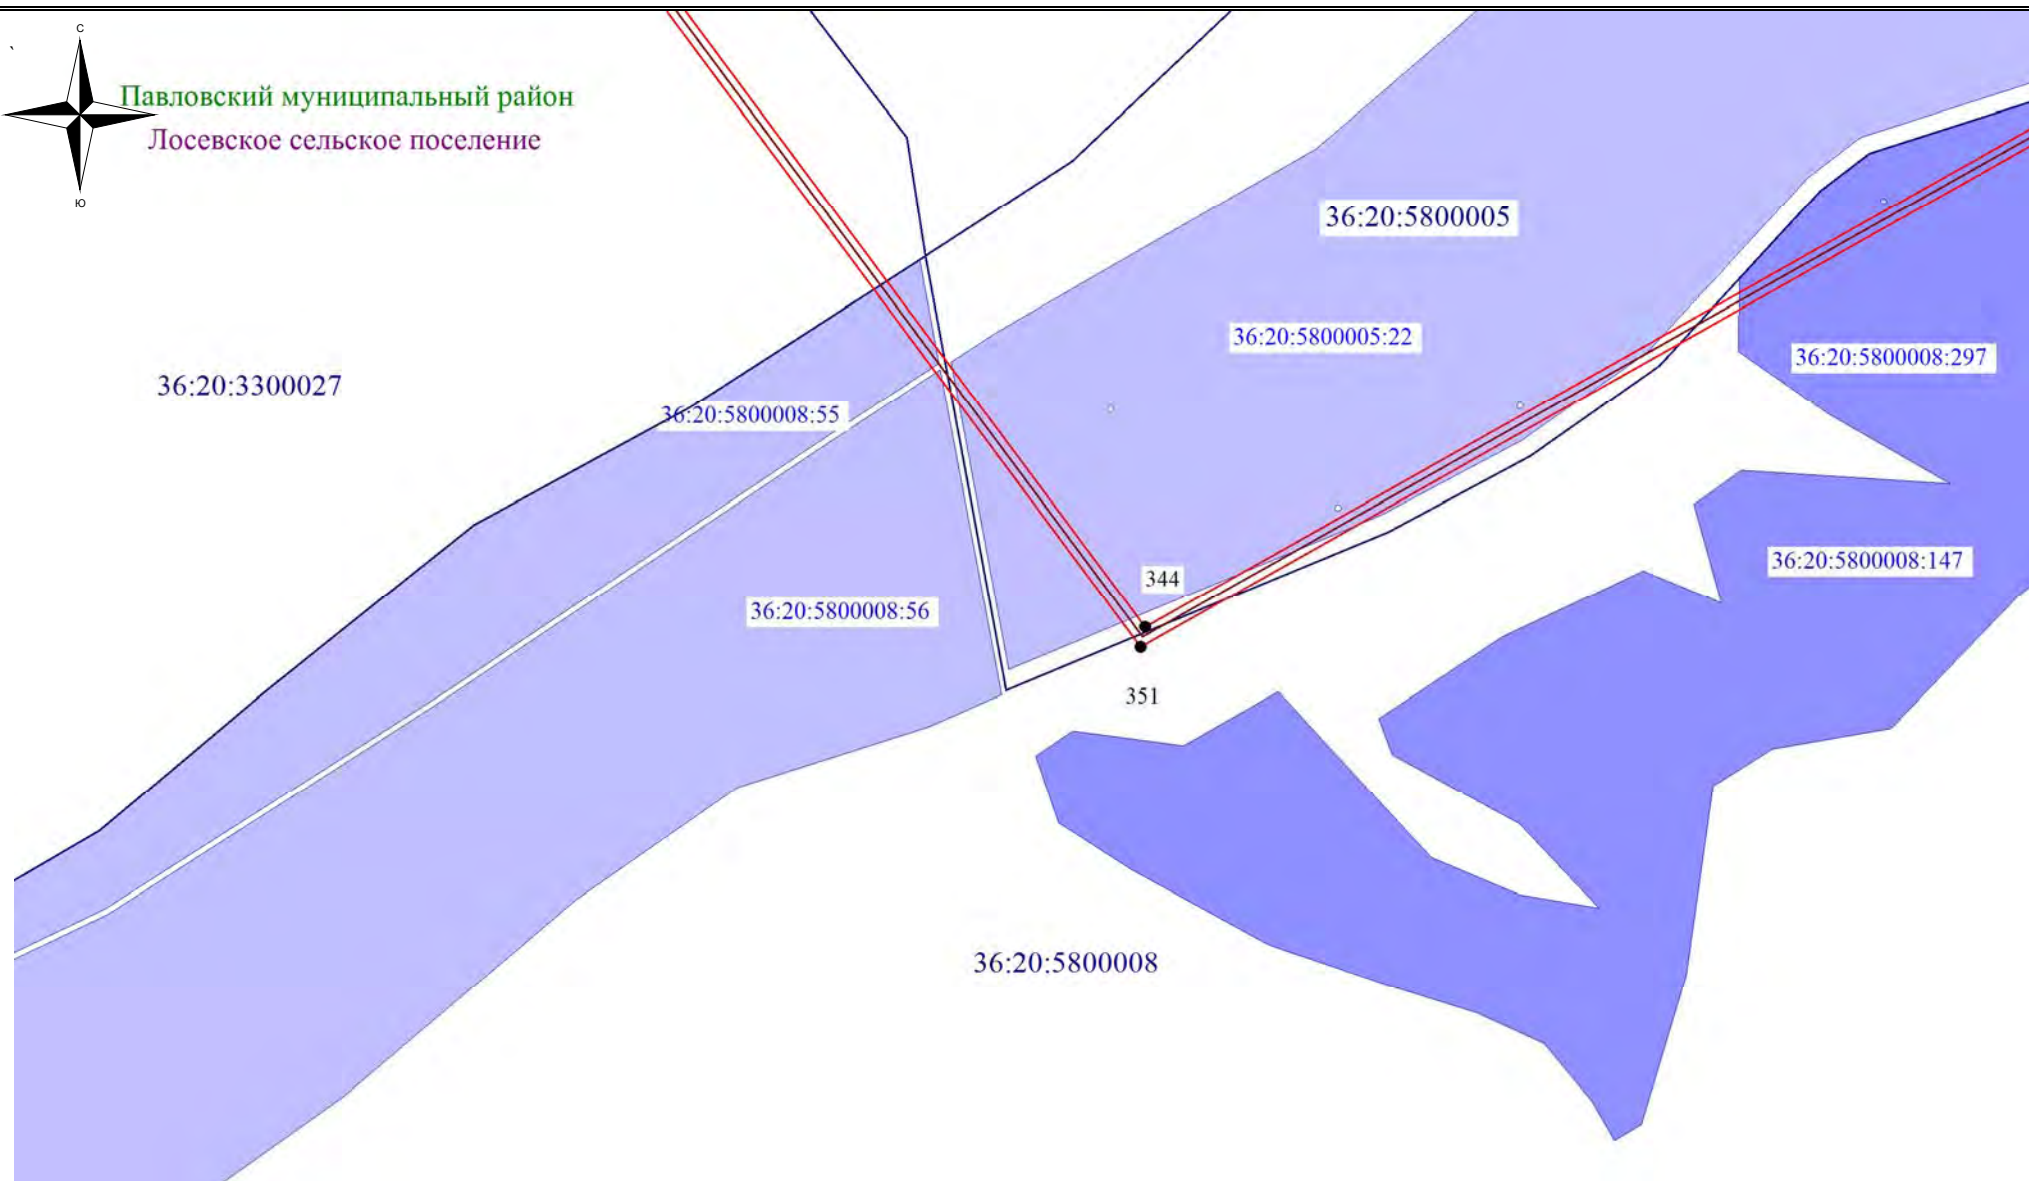 С
`
Павловский муниципальный район
Лосевское сельское поселение
Ю
36:20:5800005
36:20:5800005:22
36:20:5800008:297
36:20:3300027
36:20:5800008:55
36:20:5800008:147
344
36:20:5800008:56
351
36:20:5800008